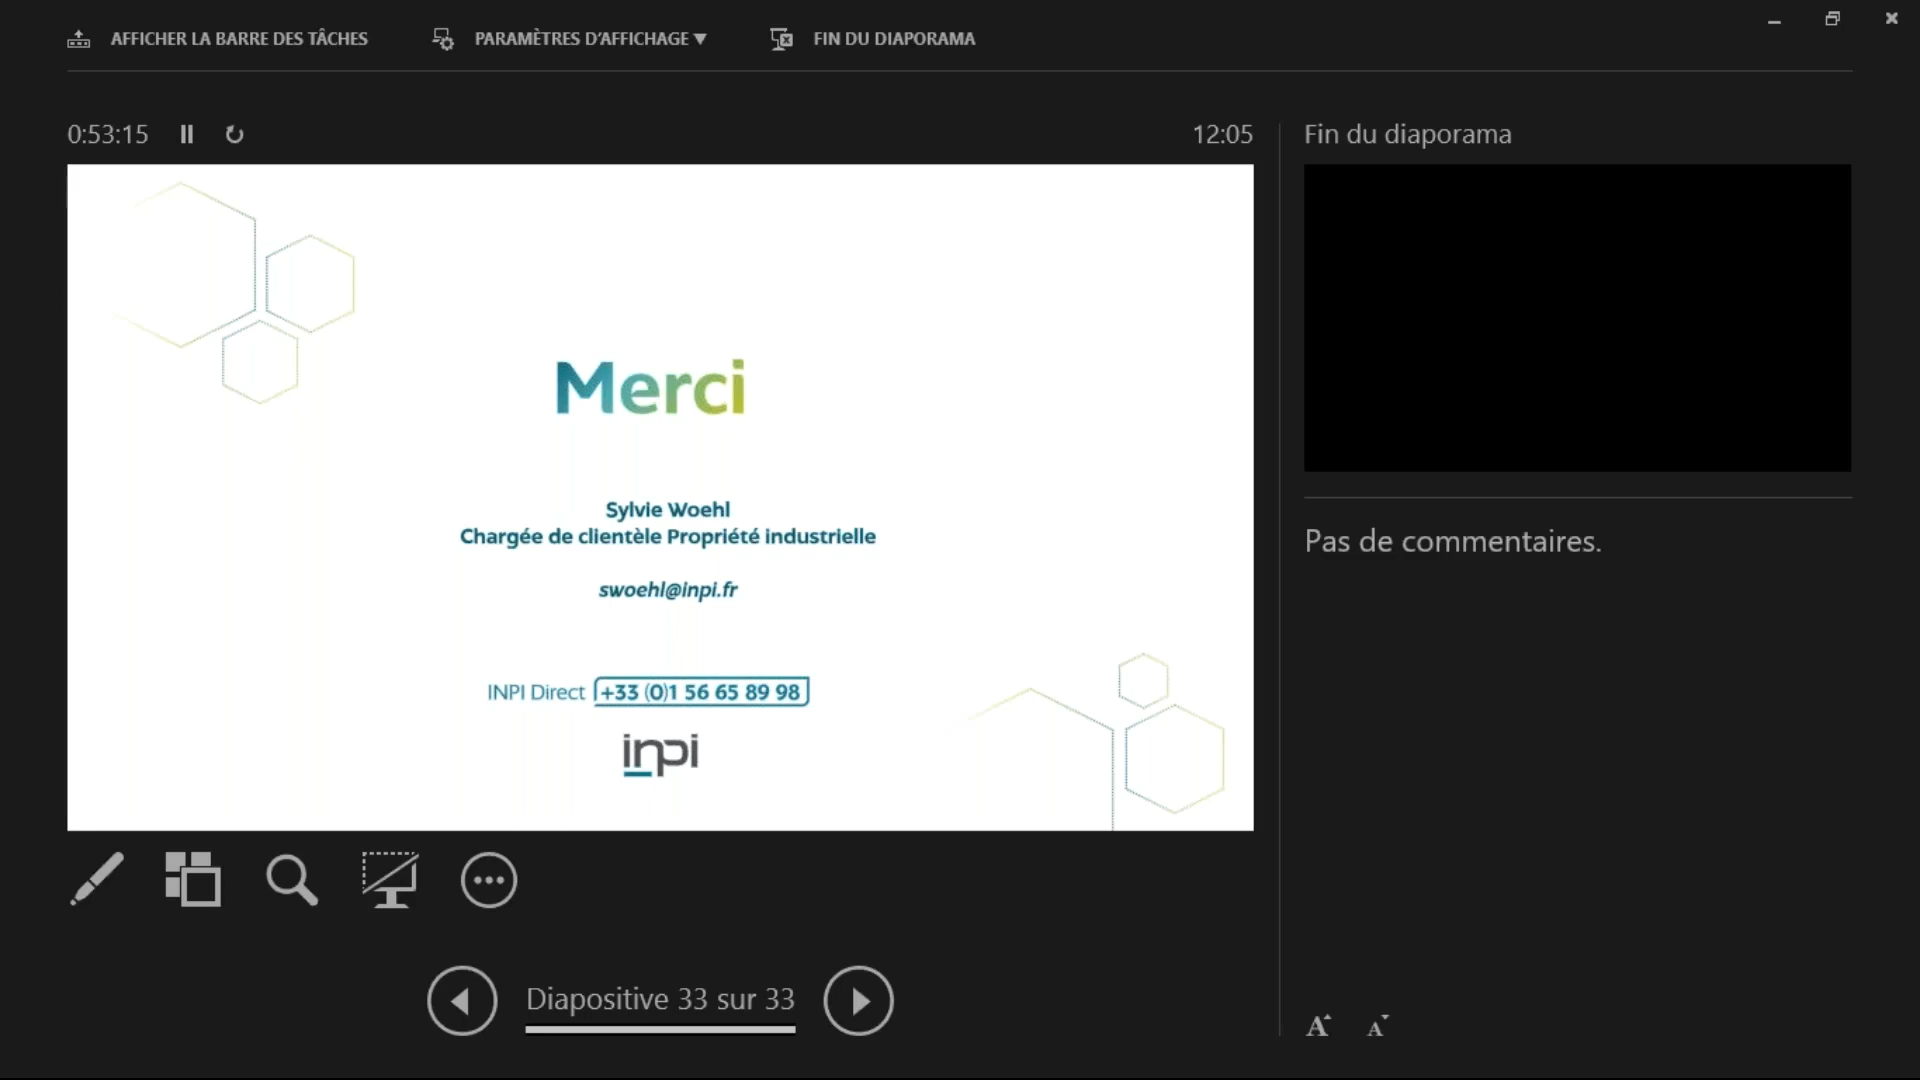 AFFICHER LA BARRE DES TÂCHES
PARAMÈTRES D'AFFICHAGE ▼
FIN DU DIAPORAMA
0:53:15
12:05
Merci
Sylvie Woehl
Chargée de clientèle Propriété industrielle
swoehl@inpi.fr
INPI Direct +33 (0)1 56 65 89 98
inpi
Diapositive 33 sur 33
Fin du diaporama
Pas de commentaires.
A A